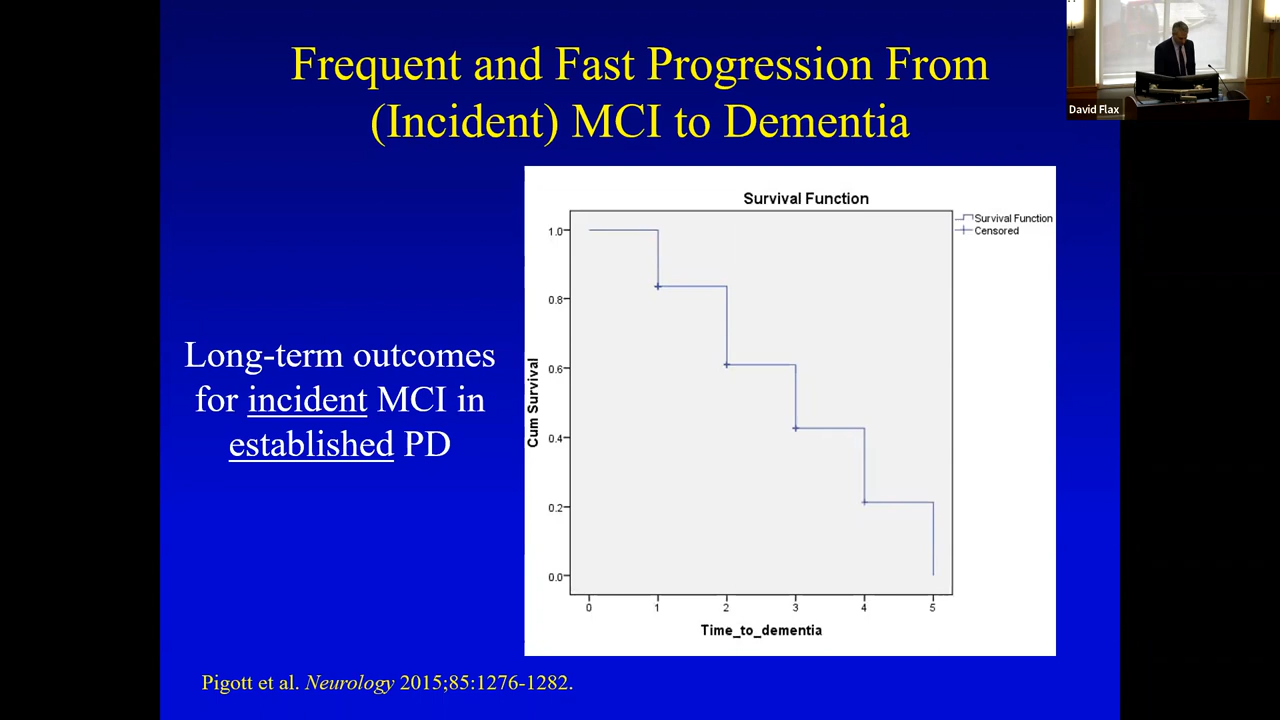 Frequent and Fast Progression From
(Incident) MCI to Dementia
David Flax
Long-term outcomes
for incident MCI in
established PD
Survival Function
Survival Function
Censored
Cum Survival
1.0
0.8
0.6
0.4
0.2
0.0
0 1 2 3 4 5
Time_to_dementia
Pigott et al. Neurology 2015;85:1276-1282.